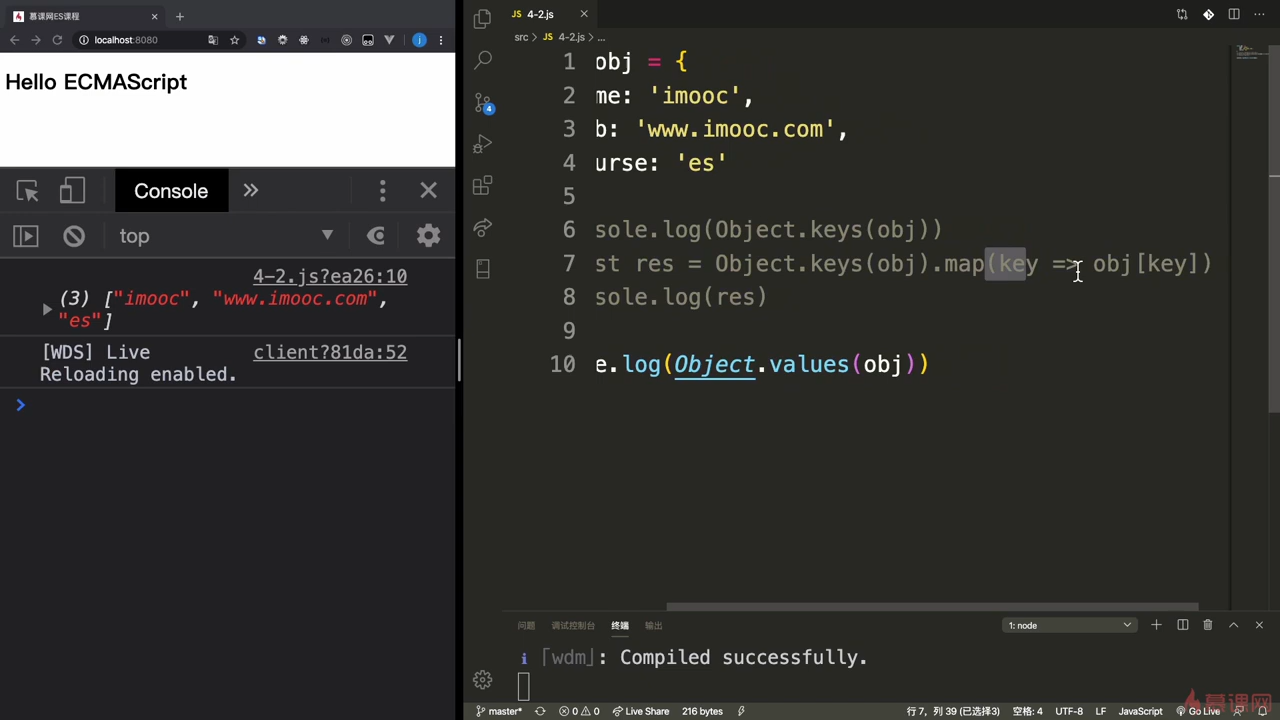 慕课网ES课程
localhost:8080
Hello ECMAScript
Console
top
4-2.js?ea26:10
(3) ["imooc", "www.imooc.com",
"es"]
[WDS] Live
client?81da:52
Reloading enabled.
JS 4-2.js
src > JS 4-2.js > ...
1 obj = {
2 me: 'imooc',
3 b: 'www.imooc.com',
4 urse: 'es'
5
6 sole.log(Object.keys(obj))
7 st res = Object.keys(obj).map(key => obj[key])
8 sole.log(res)
9
10 e.log(Object.values(obj))
4
问题 调试控制台 终端 输出
1: node
i 「wdm」: Compiled successfully.
master* 0 0 Live Share 216 bytes
行 7，列 39 (已选择3) 空格: 4 UTF-8 LF JavaScript Go Live
慕课网